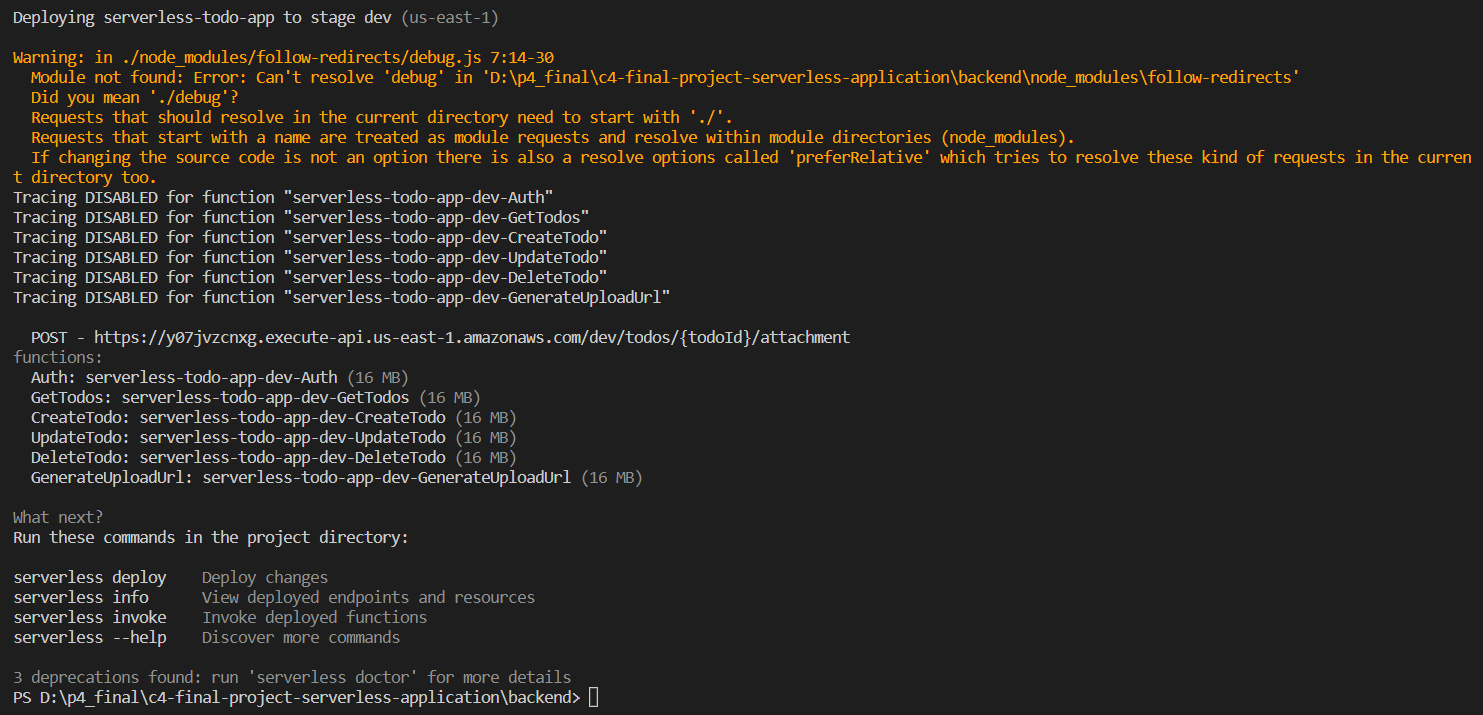 Deploying serverless-todo-app to stage dev (us-east-1)
Warning: in ./node_modules/follow-redirects/debug.js 7:14-30
Module not found: Error: Can't resolve 'debug' in 'D:\p4_final\c4-final-project-serverless-application\backend\node_modules\follow-redirects'
Did you mean './debug'?
Requests that should resolve in the current directory need to start with './'.
Requests that start with a name are treated as module requests and resolve within module directories (node_modules).
If changing the source code is not an option there is also a resolve options called 'preferRelative' which tries to resolve these kind of requests in the curren
t directory too.
Tracing DISABLED for function "serverless-todo-app-dev-Auth"
Tracing DISABLED for function "serverless-todo-app-dev-GetTodos"
Tracing DISABLED for function "serverless-todo-app-dev-CreateTodo"
Tracing DISABLED for function "serverless-todo-app-dev-UpdateTodo"
Tracing DISABLED for function "serverless-todo-app-dev-DeleteTodo"
Tracing DISABLED for function "serverless-todo-app-dev-GenerateUploadUrl"
POST - https://y07jvzcnxg.execute-api.us-east-1.amazonaws.com/dev/todos/{todoId}/attachment
functions:
Auth: serverless-todo-app-dev-Auth (16 MB)
GetTodos: serverless-todo-app-dev-GetTodos (16 MB)
CreateTodo: serverless-todo-app-dev-CreateTodo (16 MB)
UpdateTodo: serverless-todo-app-dev-UpdateTodo (16 MB)
DeleteTodo: serverless-todo-app-dev-DeleteTodo (16 MB)
GenerateUploadUrl: serverless-todo-app-dev-GenerateUploadUrl (16 MB)
What next?
Run these commands in the project directory:
serverless deploy    Deploy changes
serverless info      View deployed endpoints and resources
serverless invoke    Invoke deployed functions
serverless --help    Discover more commands
3 deprecations found: run 'serverless doctor' for more details
PS D:\p4_final\c4-final-project-serverless-application\backend>